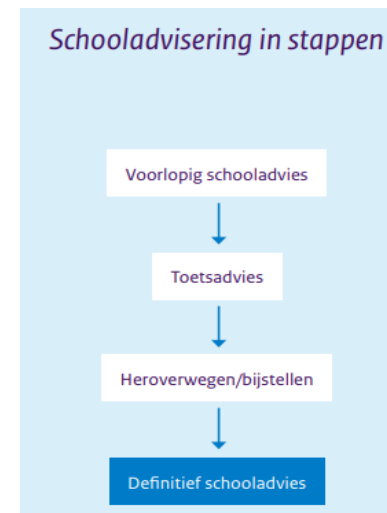 Schooladvisering in stappen
Voorlopig schooladvies
Toetsadvies
Heroverwegen/bijstellen
Definitief schooladvies